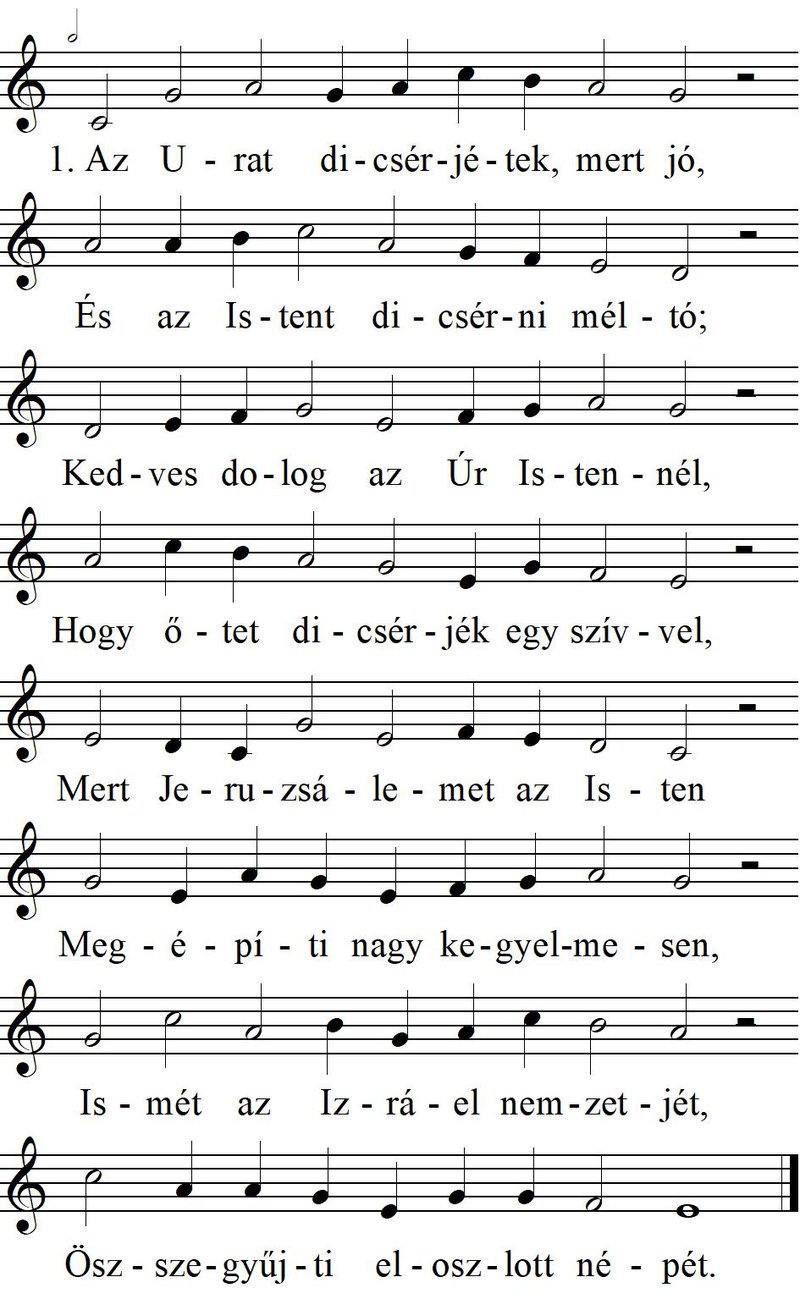 1. Az U - rat di - csér - jé - tek, mert jó,
És az Is - tent di - csér - ni mél - tó;
Ked - ves do - log az Úr Is - ten - nél,
Hogy ő - tet di - csér - jék egy szív - vel,
Mert Je - ru - zsá - le - met az Is - ten
Meg - é - pí - ti nagy ke - gyel - me - sen,
Is - mét az Iz - rá - el nem - zet - jét,
Ösz - sze - gyűj - ti el - osz - lott né - pét.